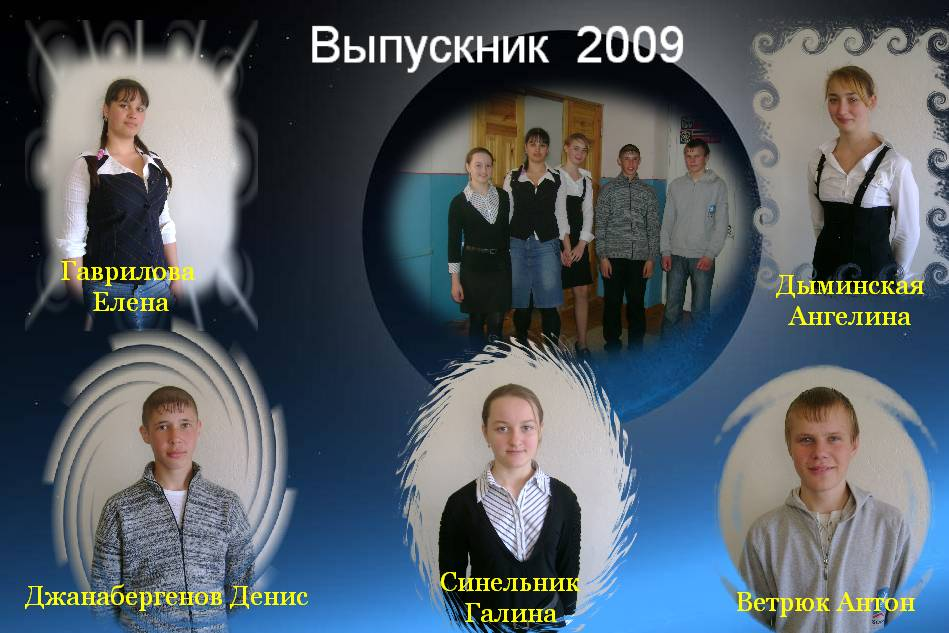 Выпускник 2009
Гаврилова
Елена
Дыминская
Ангелина
Джанабергенов Денис
Синельник
Галина
Ветрюк Антон